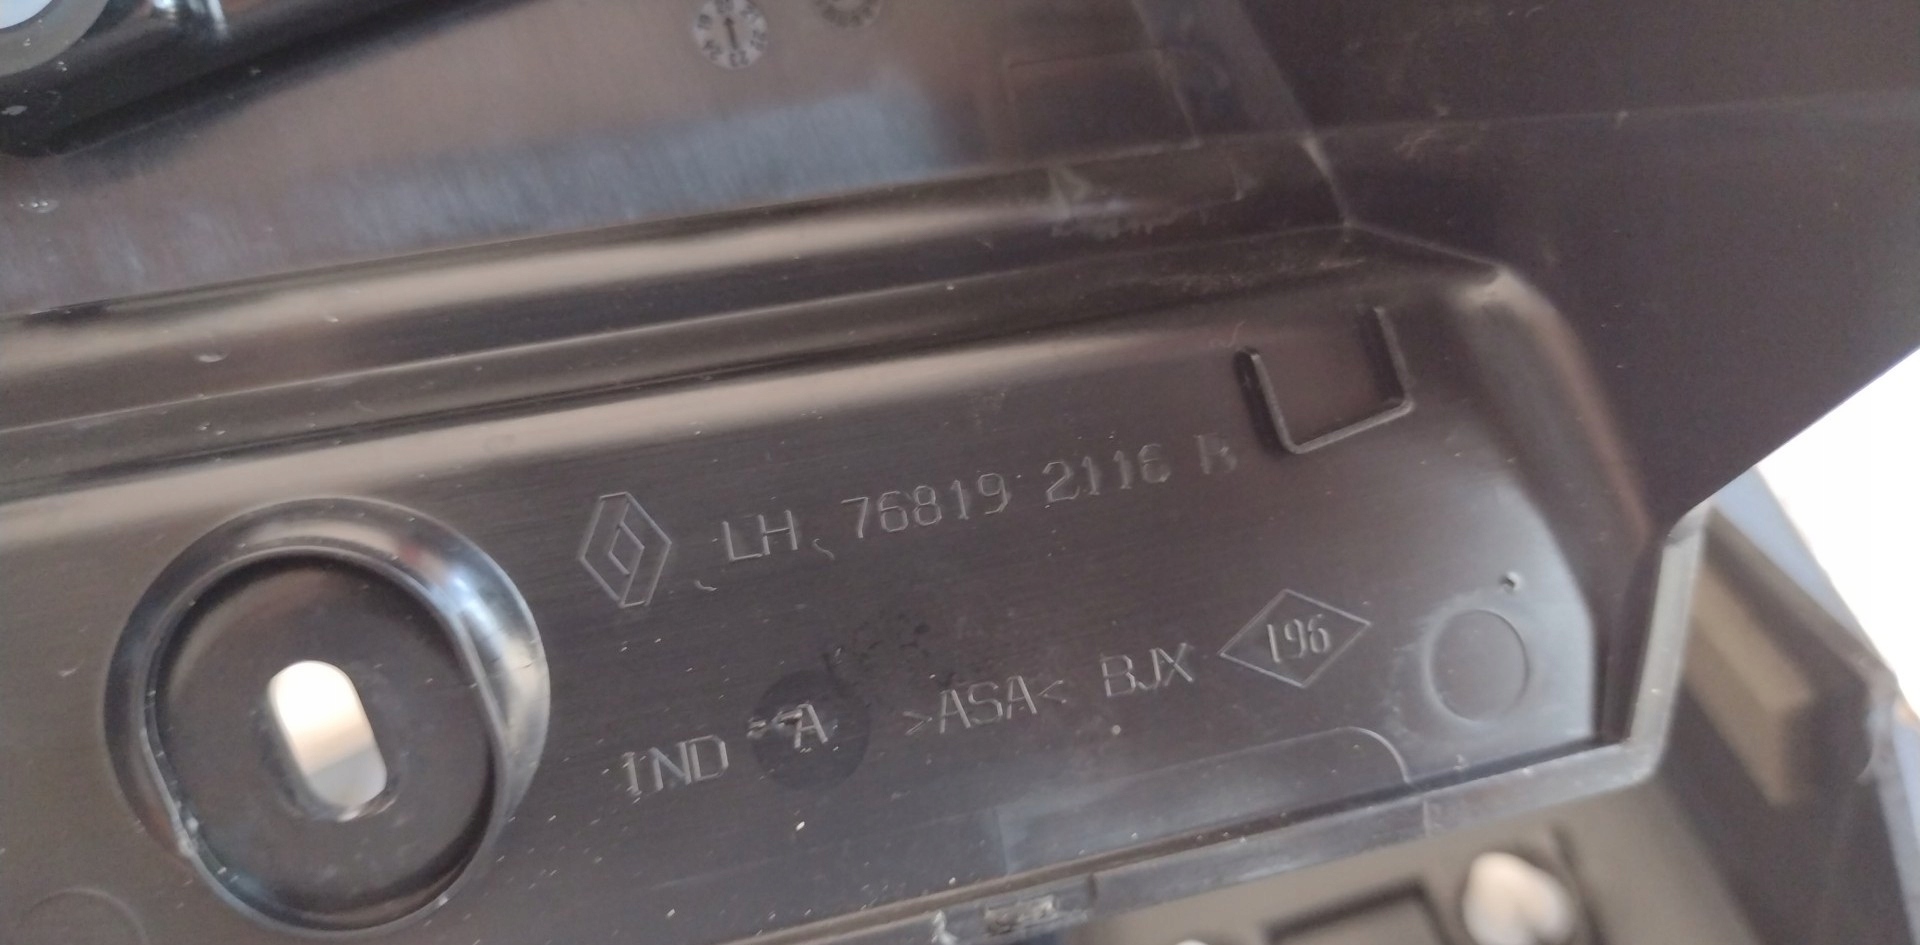 LH 76819 2116 R
IND A >ASA< BJX 196